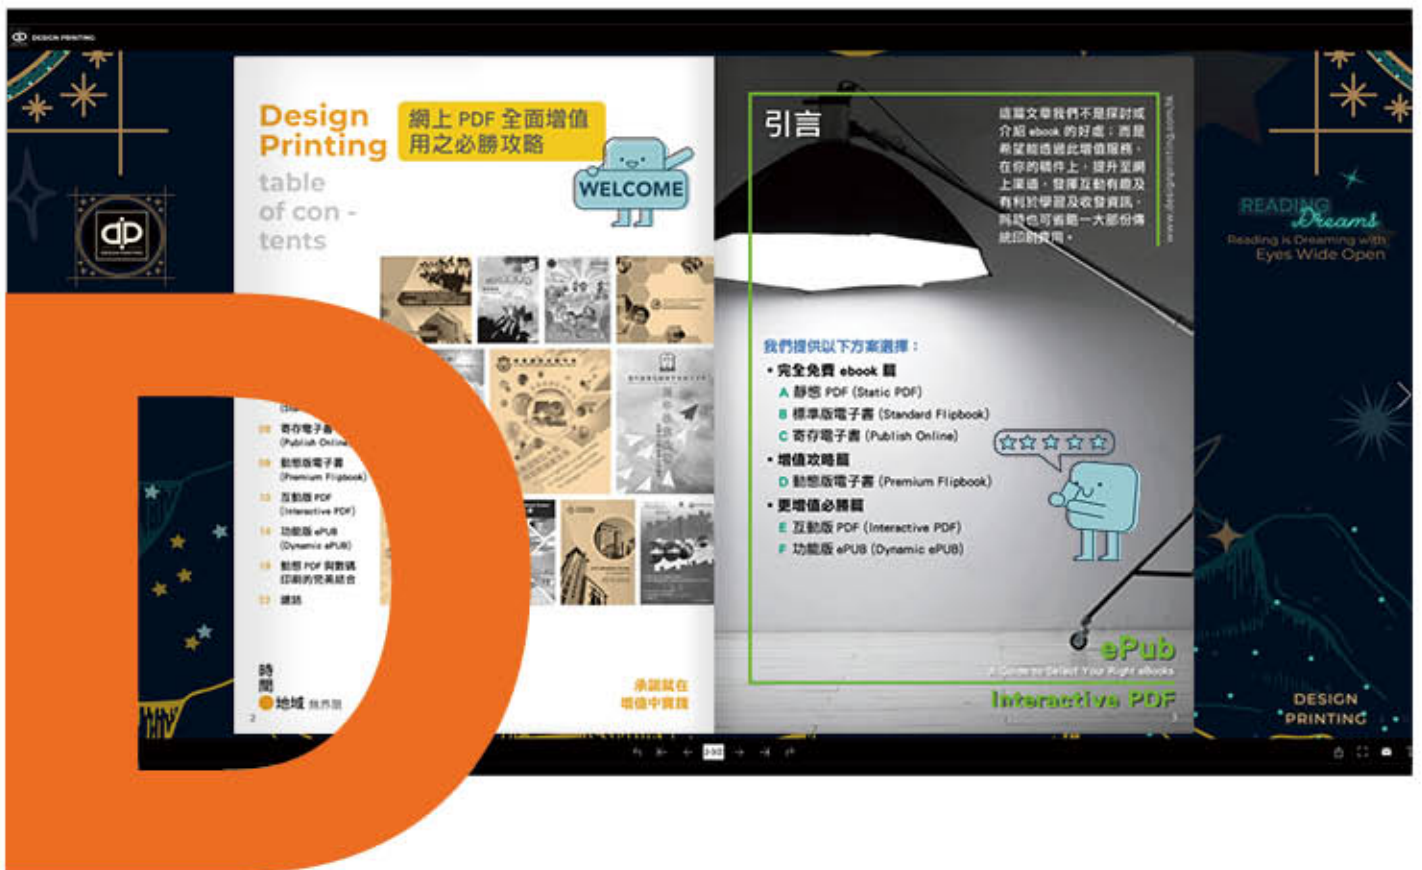 DESIGN PRINTING
Design
Printing
網上 PDF 全面增值
用之必勝攻略
WELCOME
table
of con -
tents
寄存電子書
(Publish Online
動態版電子書
(Premium Flipbook)
互動版 PDF
(Interactive PDF)
功能版 ePUB
(Dynamic ePUB)
動態 PDF 與數碼
印刷的完美結合
總結
時
間
地域 無界限
2
承諾就在
增值中實踐
引言
這篇文章我們不是探討或
介紹 ebook 的好處；而是
希望能透過此增值服務，
在你的稿件上，提升至網
上渠道，發揮互動有趣及
有利於學習及收發資訊，
同時也可省略一大部份傳
統印刷費用。
www.designprinting.com.hk
我們提供以下方案選擇：
• 完全免費 ebook 篇
A 靜態 PDF (Static PDF)
B 標準版電子書 (Standard Flipbook)
C 寄存電子書 (Publish Online)
• 增值攻略篇
D 動態版電子書 (Premium Flipbook)
• 更增值必勝篇
E 互動版 PDF (Interactive PDF)
F 功能版 ePUB (Dynamic ePUB)
ePub
A Guide to Select Your Right eBooks
Interactive PDF
3
dp
DESIGN PRINTING
READING
Dreams
Reading is Dreaming with
Eyes Wide Open
DESIGN
PRINTING
D